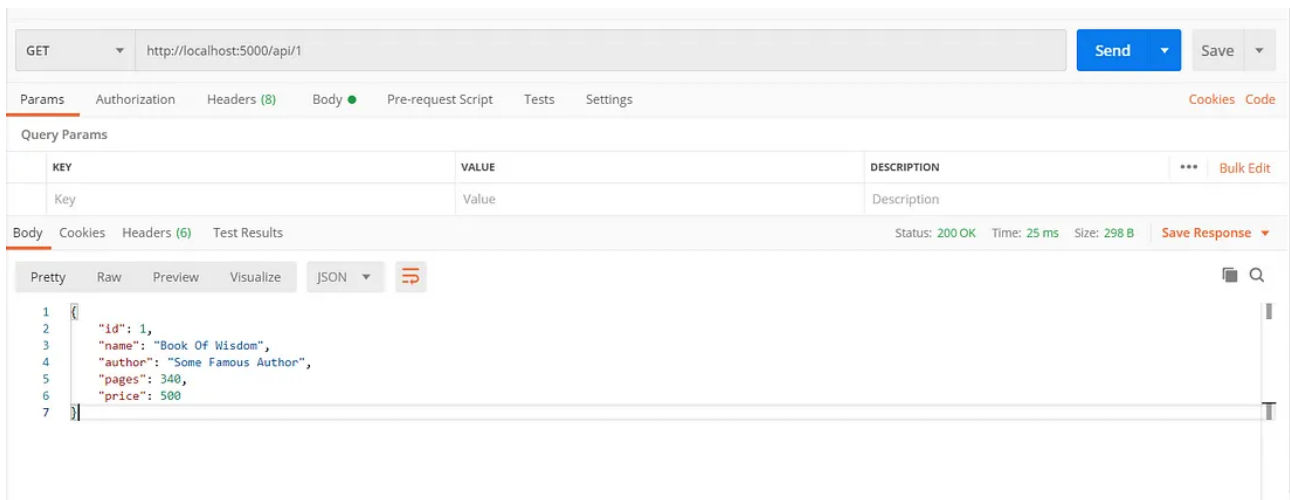 GET http://localhost:5000/api/1 Send Save
Params Authorization Headers (8) Body Pre-request Script Tests Settings Cookies Code
Query Params
KEY VALUE DESCRIPTION ••• Bulk Edit
Key Value Description
Body Cookies Headers (6) Test Results Status: 200 OK Time: 25 ms Size: 298 B Save Response
Pretty Raw Preview Visualize JSON
1 {
2 "id": 1,
3 "name": "Book Of Wisdom",
4 "author": "Some Famous Author",
5 "pages": 340,
6 "price": 500
7 }